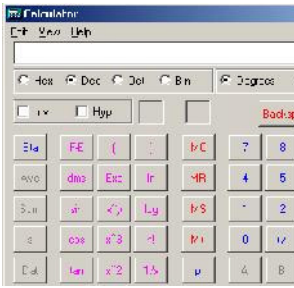 Calculator
Edit View Help
Hex Dec Oct Bin Degrees
Inv Hyp Backsp
Sta F-E ( ) MC 7 8
Ave dms Exp ln MR 4 5
Sum sin x^y log MS 1 2
s cos x^3 n! M+ 0 +/-
Dat tan x^2 1/x pi A B